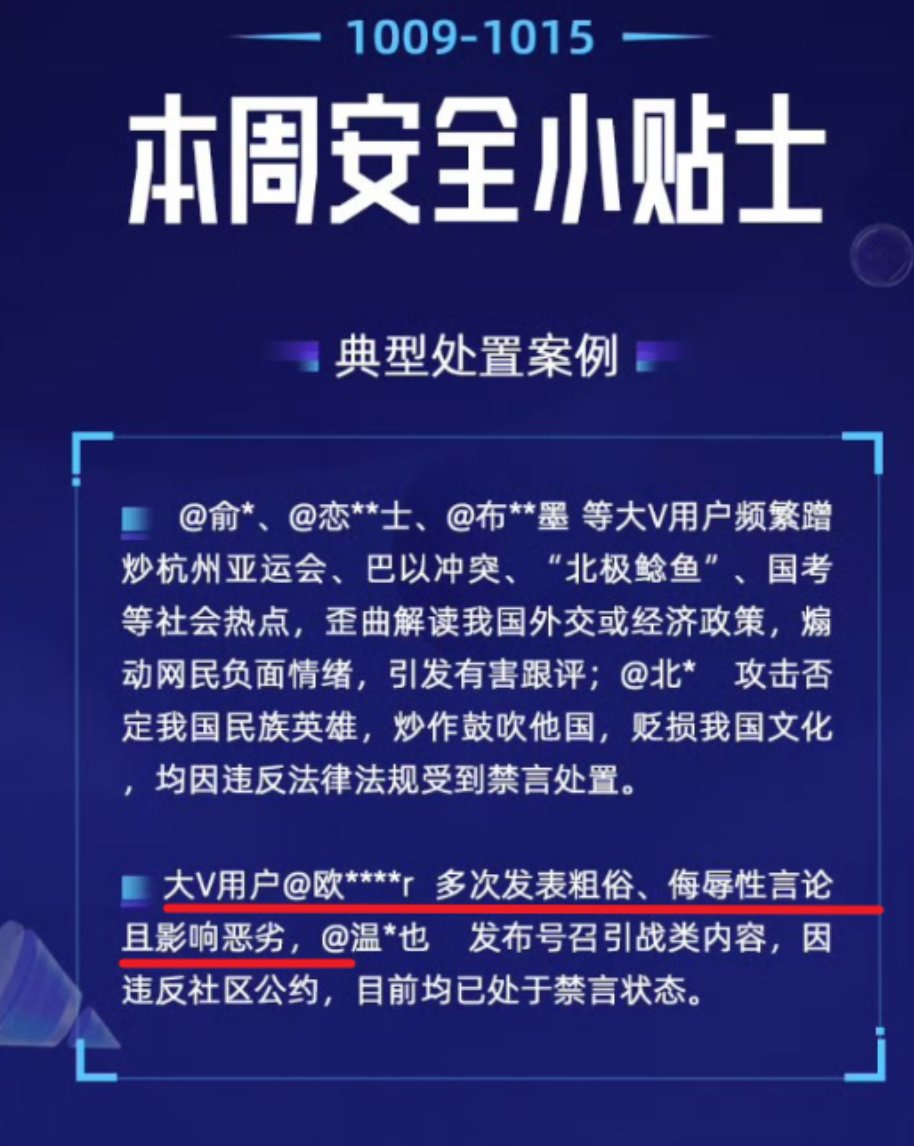 1009-1015
本周安全小贴士
典型处置案例
@俞*、@恋**士、@布**墨 等大V用户频繁蹭
炒杭州亚运会、巴以冲突、“北极鲶鱼”、国考
等社会热点，歪曲解读我国外交或经济政策，煽
动网民负面情绪，引发有害跟评；@北* 攻击否
定我国民族英雄，炒作鼓吹他国，贬损我国文化
，均因违反法律法规受到禁言处置。
大V用户@欧****r 多次发表粗俗、侮辱性言论
且影响恶劣，@温*也 发布号召引战类内容，因
违反社区公约，目前均已处于禁言状态。